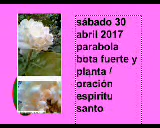 sábado 30
abril 2017
parabola
bota fuerte y
planta /
oración
espiritu
santo